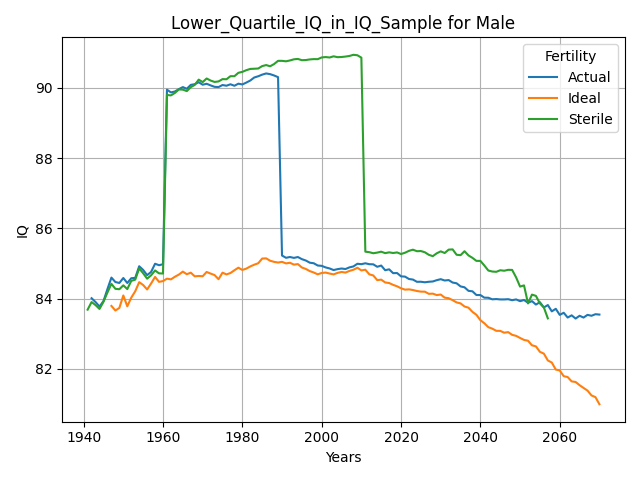 Lower_Quartile_IQ_in_IQ_Sample for Male
Fertility
Actual
Ideal
Sterile
IQ
90
88
86
84
82
1940 1960 1980 2000 2020 2040 2060
Years